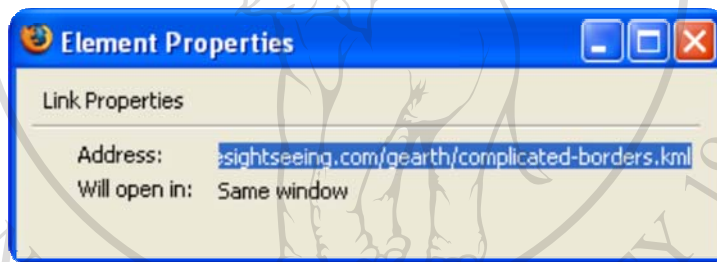 Element Properties
Link Properties
Address: esightseeing.com/gearth/complicated-borders.kml
Will open in: Same window